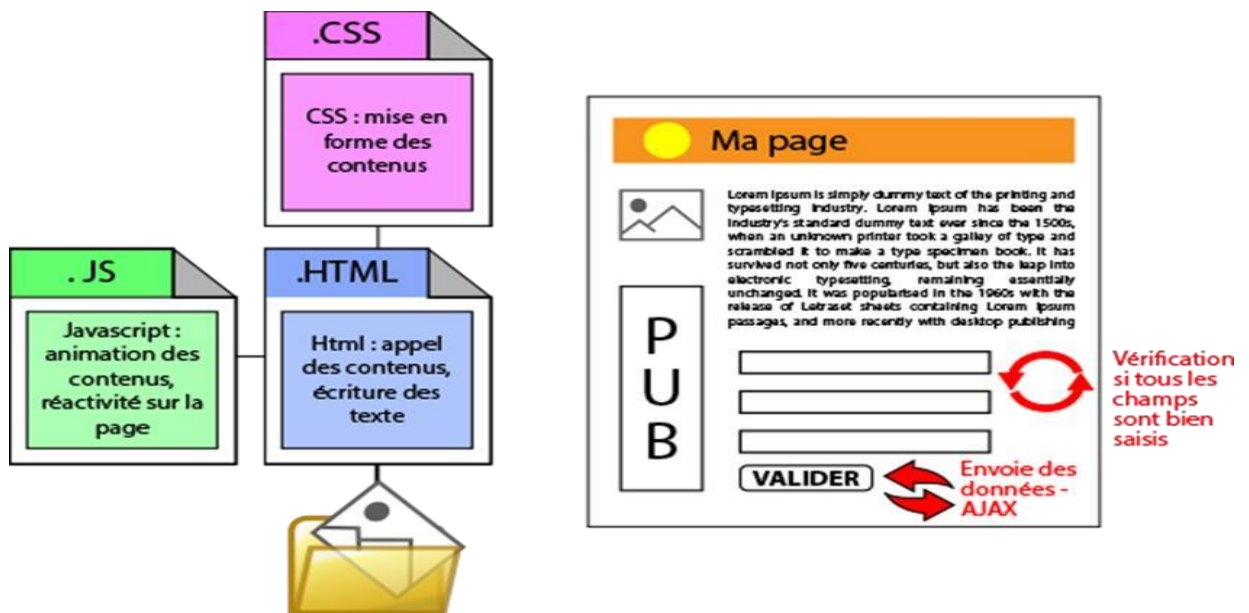 .CSS
CSS : mise en
forme des
contenus
. JS
Javascript :
animation des
contenus,
réactivité sur la
page
.HTML
Html : appel
des contenus,
écriture des
texte
Ma page
Lorem Ipsum is simply dummy text of the printing and
typesetting industry. Lorem Ipsum has been the
industry's standard dummy text ever since the 1500s,
when an unknown printer took a galley of type and
scrambled it to make a type specimen book. It has
survived not only five centuries, but also the leap into
electronic typesetting, remaining essentially
unchanged. It was popularised in the 1960s with the
release of Letraset sheets containing Lorem Ipsum
passages, and more recently with desktop publishing
P
U
B
VALIDER
Vérification
si tous les
champs
sont bien
saisis
Envoie des
données -
AJAX